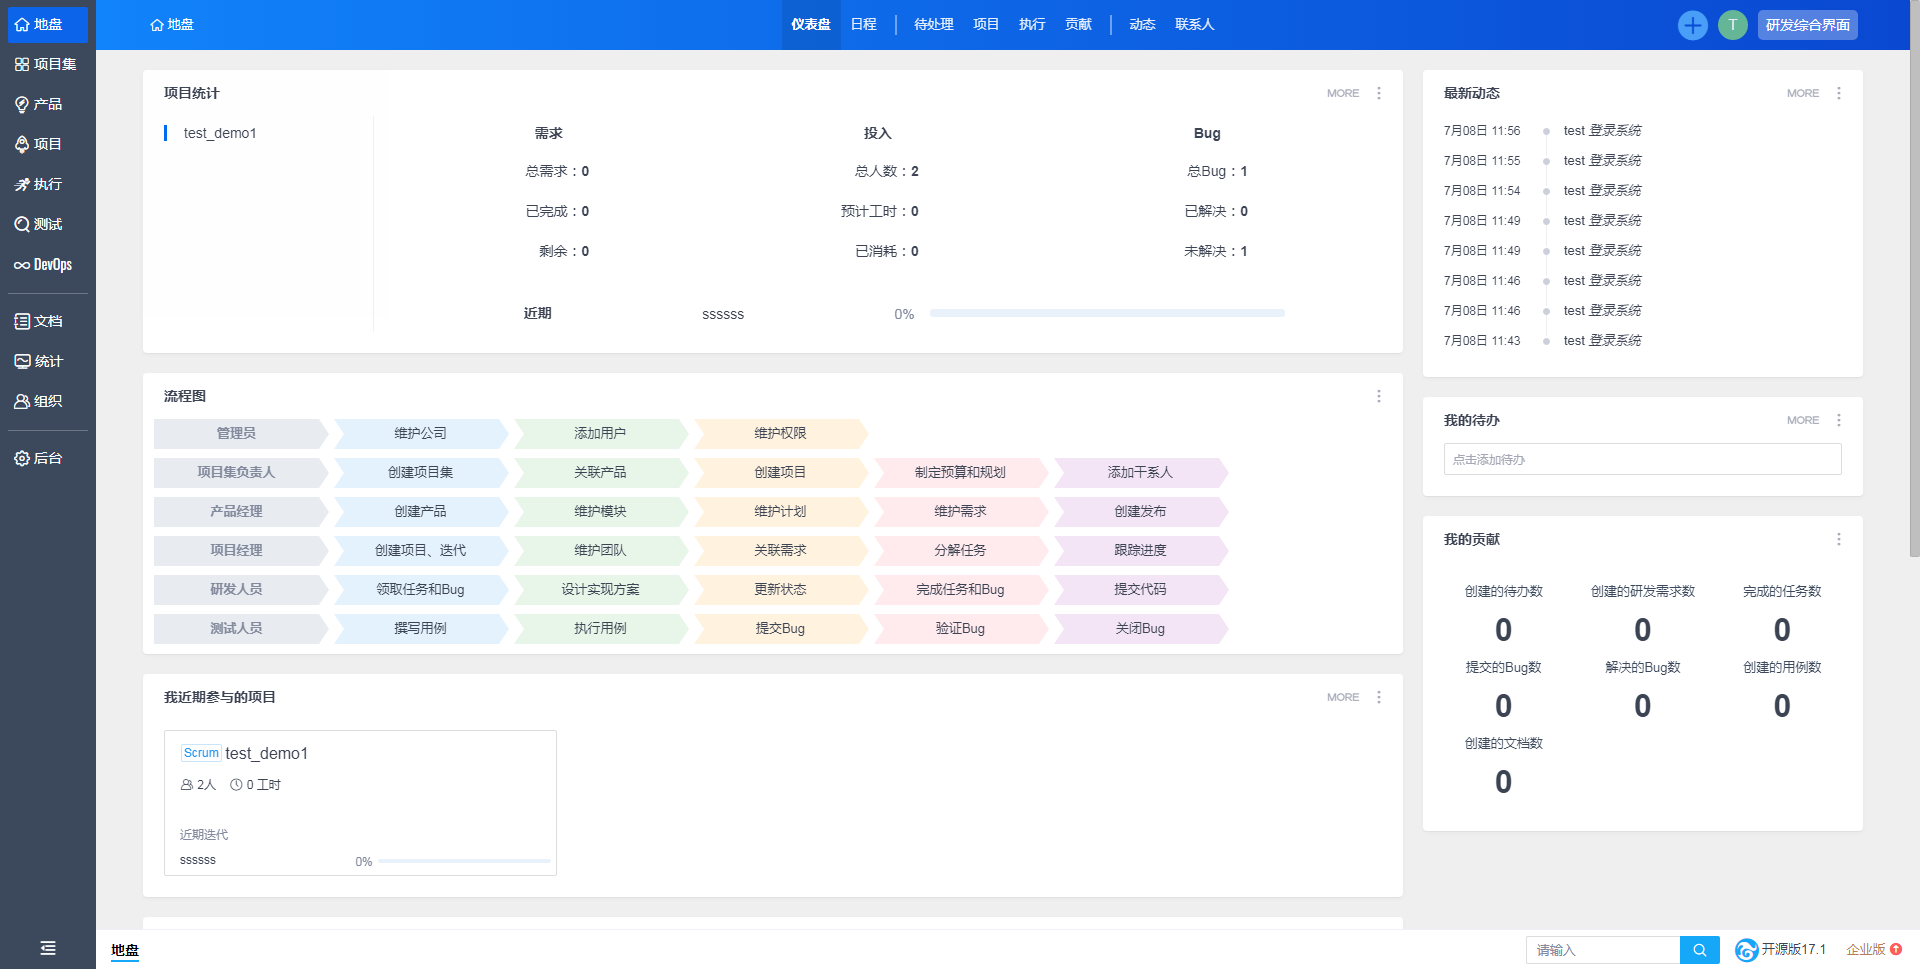 地盘
项目集
产品
项目
执行
测试
DevOps
文档
统计
组织
后台
地盘
仪表盘 日程 待处理 项目 执行 贡献 动态 联系人
T 研发综合界面
项目统计 MORE
test_demo1
需求 投入 Bug
总需求：0 总人数：2 总Bug：1
已完成：0 预计工时：0 已解决：0
剩余：0 已消耗：0 未解决：1
近期 ssssss 0%
流程图
管理员 维护公司 添加用户 维护权限
项目集负责人 创建项目集 关联产品 创建项目 制定预算和规划 添加干系人
产品经理 创建产品 维护模块 维护计划 维护需求 创建发布
项目经理 创建项目、迭代 维护团队 关联需求 分解任务 跟踪进度
研发人员 领取任务和Bug 设计实现方案 更新状态 完成任务和Bug 提交代码
测试人员 撰写用例 执行用例 提交Bug 验证Bug 关闭Bug
我近期参与的项目 MORE
Scrum test_demo1
2人 0 工时
近期迭代
ssssss 0%
最新动态 MORE
7月08日 11:56 test 登录系统
7月08日 11:55 test 登录系统
7月08日 11:54 test 登录系统
7月08日 11:49 test 登录系统
7月08日 11:49 test 登录系统
7月08日 11:46 test 登录系统
7月08日 11:46 test 登录系统
7月08日 11:43 test 登录系统
我的待办 MORE
点击添加待办
我的贡献
创建的待办数 创建的研发需求数 完成的任务数
0 0 0
提交的Bug数 解决的Bug数 创建的用例数
0 0 0
创建的文档数
0
地盘
请输入 开源版17.1 企业版